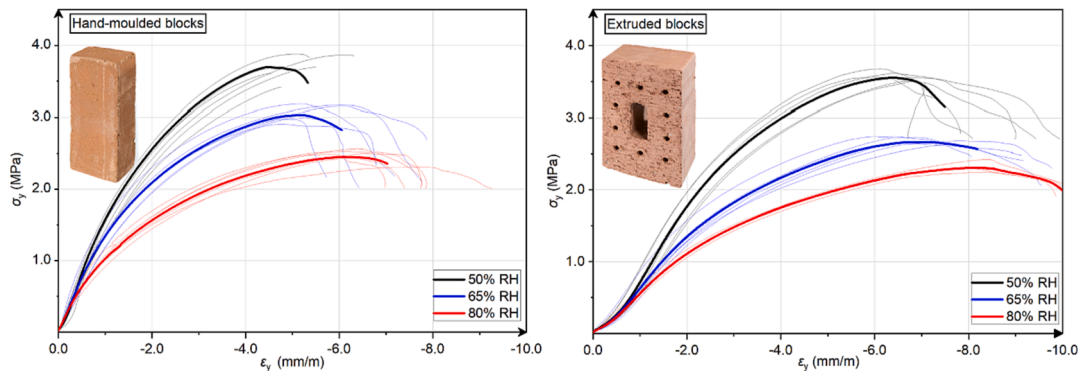 Hand-moulded blocks
4.0
3.0
2.0
1.0
σy (MPa)
50% RH
65% RH
80% RH
0.0 -2.0 -4.0 -6.0 -8.0 -10.0
εy (mm/m)
Extruded blocks
4.0
3.0
2.0
1.0
σy (MPa)
50% RH
65% RH
80% RH
0.0 -2.0 -4.0 -6.0 -8.0 -10.0
εy (mm/m)